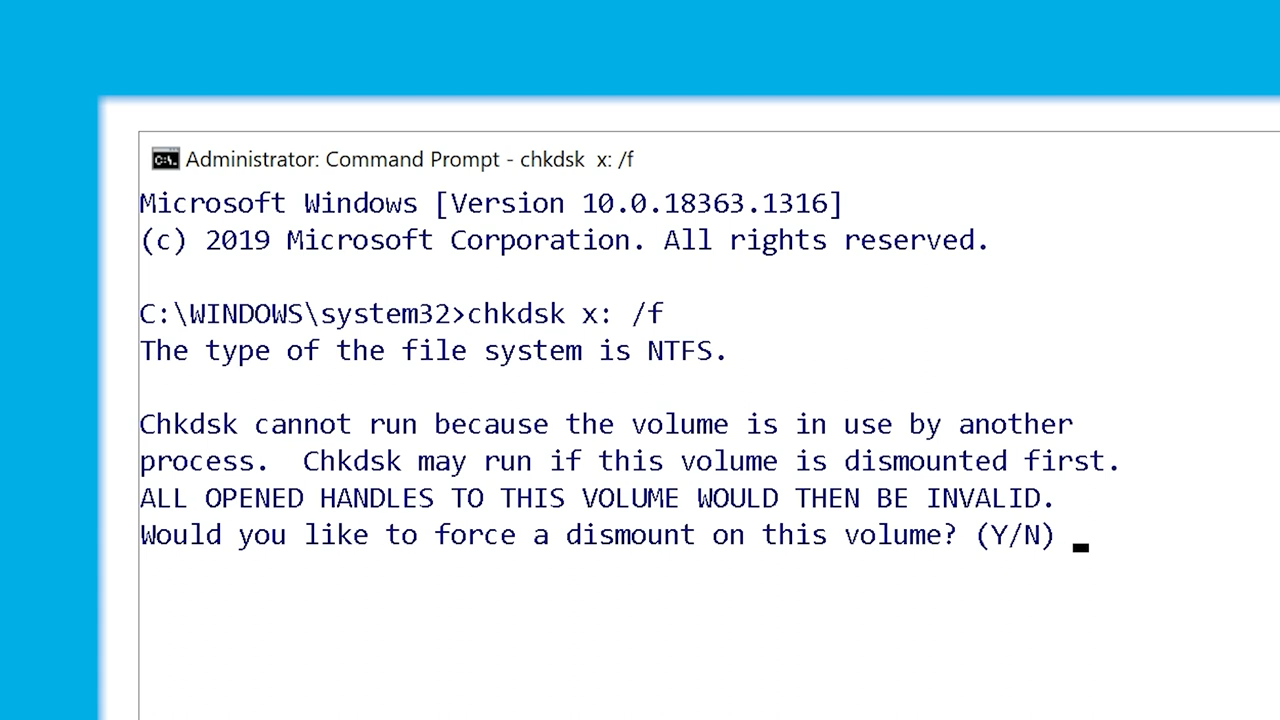 Administrator: Command Prompt - chkdsk  x: /f
Microsoft Windows [Version 10.0.18363.1316]
(c) 2019 Microsoft Corporation. All rights reserved.
C:\WINDOWS\system32>chkdsk x: /f
The type of the file system is NTFS.
Chkdsk cannot run because the volume is in use by another
process.  Chkdsk may run if this volume is dismounted first.
ALL OPENED HANDLES TO THIS VOLUME WOULD THEN BE INVALID.
Would you like to force a dismount on this volume? (Y/N)